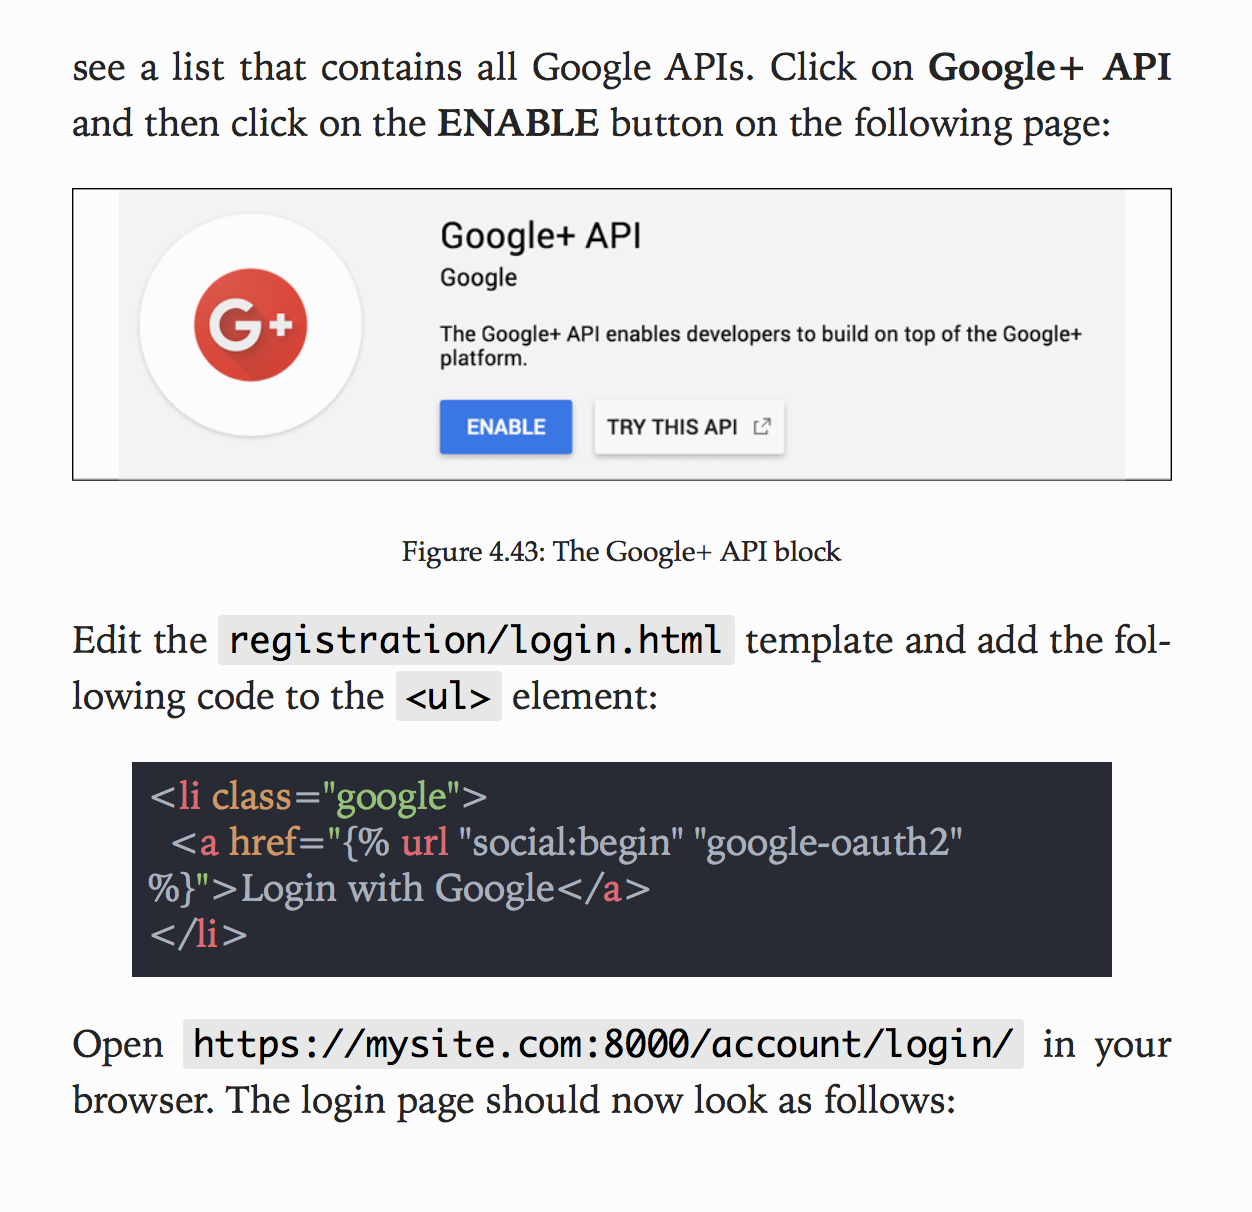 see a list that contains all Google APIs. Click on Google+ API
and then click on the ENABLE button on the following page:
G+
Google+ API
Google
The Google+ API enables developers to build on top of the Google+
platform.
ENABLE TRY THIS API
Figure 4.43: The Google+ API block
Edit the registration/login.html template and add the fol-
lowing code to the <ul> element:
<li class="google">
  <a href="{% url "social:begin" "google-oauth2"
%}">Login with Google</a>
</li>
Open https://mysite.com:8000/account/login/ in your
browser. The login page should now look as follows: